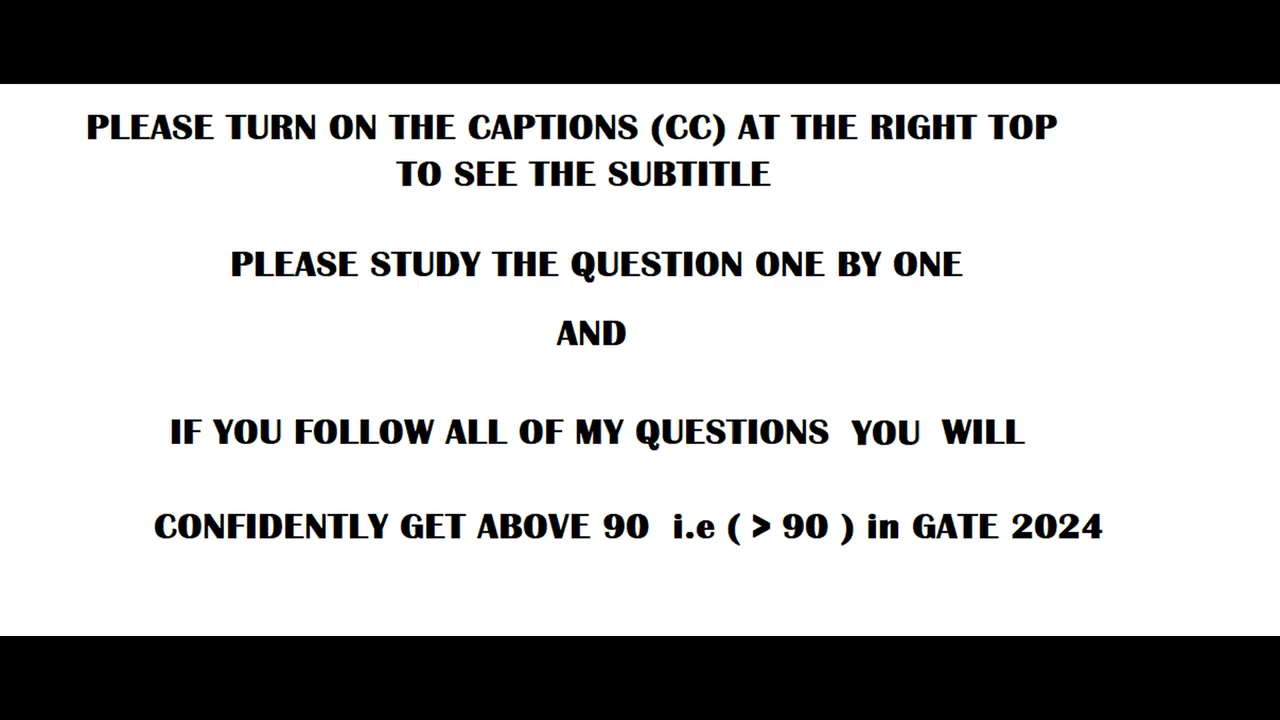 PLEASE TURN ON THE CAPTIONS (CC) AT THE RIGHT TOP
TO SEE THE SUBTITLE
PLEASE STUDY THE QUESTION ONE BY ONE
AND
IF YOU FOLLOW ALL OF MY QUESTIONS YOU WILL
CONFIDENTLY GET ABOVE 90 i.e ( > 90 ) in GATE 2024